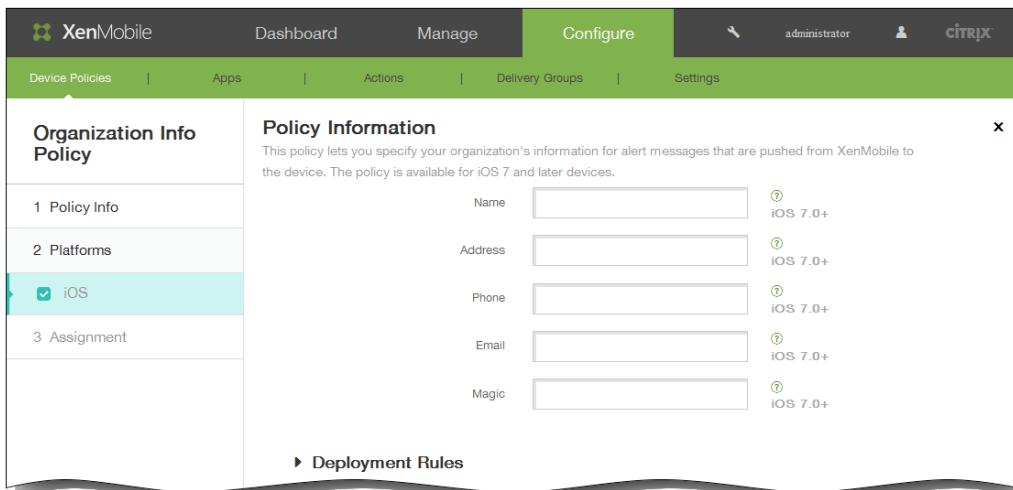 XenMobile Dashboard Manage Configure administrator CITRIX
Device Policies | Apps | Actions | Delivery Groups | Settings
Organization Info Policy
1 Policy Info
2 Platforms
iOS
3 Assignment
Policy Information
This policy lets you specify your organization's information for alert messages that are pushed from XenMobile to
the device. The policy is available for iOS 7 and later devices.
Name
iOS 7.0+
Address
iOS 7.0+
Phone
iOS 7.0+
Email
iOS 7.0+
Magic
iOS 7.0+
Deployment Rules